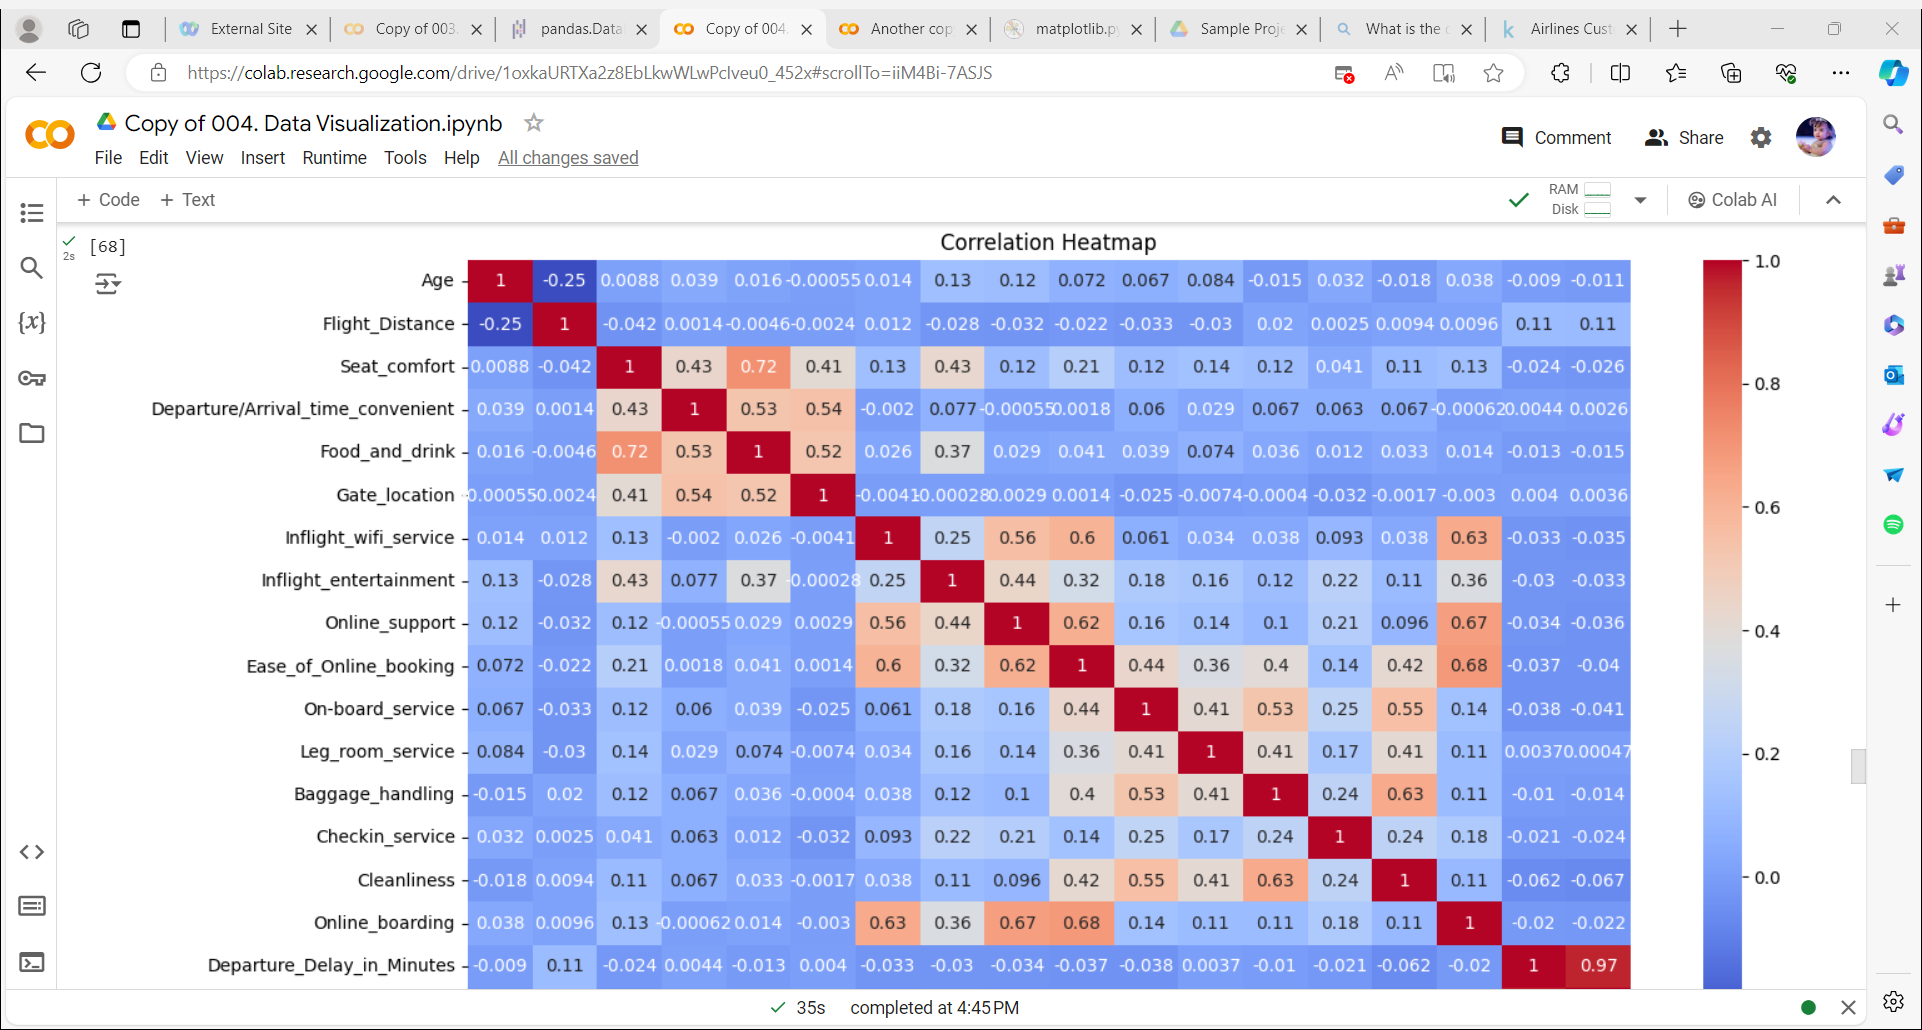 External Site
Copy of 003.
pandas.Data
Copy of 004.
Another cop
matplotlib.p
Sample Proje
What is the
Airlines Cust
https://colab.research.google.com/drive/1oxkaURTXa2z8EbLkwWLwPcIveu0_452x#scrollTo=iiM4Bi-7ASJS
Copy of 004. Data Visualization.ipynb
Comment
Share
File Edit View Insert Runtime Tools Help All changes saved
+ Code + Text
RAM
Disk
Colab AI
[68]
2s
Correlation Heatmap
Age 1 -0.25 0.0088 0.039 0.016 -0.00055 0.014 0.13 0.12 0.072 0.067 0.084 -0.015 0.032 -0.018 0.038 -0.009 -0.011
Flight_Distance -0.25 1 -0.042 0.0014 -0.0046 -0.0024 0.012 -0.028 -0.032 -0.022 -0.033 -0.03 0.02 0.0025 0.0094 0.0096 0.11 0.11
Seat_comfort 0.0088 -0.042 1 0.43 0.72 0.41 0.13 0.43 0.12 0.21 0.12 0.14 0.12 0.041 0.11 0.13 -0.024 -0.026
Departure/Arrival_time_convenient 0.039 0.0014 0.43 1 0.53 0.54 -0.002 0.077 -0.00055 0.0018 0.06 0.029 0.067 0.063 0.067 -0.00062 0.0044 0.0026
Food_and_drink 0.016 -0.0046 0.72 0.53 1 0.52 0.026 0.37 0.029 0.041 0.039 0.074 0.036 0.012 0.033 0.014 -0.013 -0.015
Gate_location -0.00055 -0.0024 0.41 0.54 0.52 1 -0.0041 -0.00028 0.0029 0.0014 -0.025 -0.0074 -0.0004 -0.032 -0.0017 -0.003 0.004 0.0036
Inflight_wifi_service 0.014 0.012 0.13 -0.002 0.026 -0.0041 1 0.25 0.56 0.6 0.061 0.034 0.038 0.093 0.038 0.63 -0.033 -0.035
Inflight_entertainment 0.13 -0.028 0.43 0.077 0.37 -0.00028 0.25 1 0.44 0.32 0.18 0.16 0.12 0.22 0.11 0.36 -0.03 -0.033
Online_support 0.12 -0.032 0.12 -0.00055 0.029 0.0029 0.56 0.44 1 0.62 0.16 0.14 0.1 0.21 0.096 0.67 -0.034 -0.036
Ease_of_Online_booking 0.072 -0.022 0.21 0.0018 0.041 0.0014 0.6 0.32 0.62 1 0.44 0.36 0.4 0.14 0.42 0.68 -0.037 -0.04
On-board_service 0.067 -0.033 0.12 0.06 0.039 -0.025 0.061 0.18 0.16 0.44 1 0.41 0.53 0.25 0.55 0.14 -0.038 -0.041
Leg_room_service 0.084 -0.03 0.14 0.029 0.074 -0.0074 0.034 0.16 0.14 0.36 0.41 1 0.41 0.17 0.41 0.11 0.0037 0.00047
Baggage_handling -0.015 0.02 0.12 0.067 0.036 -0.0004 0.038 0.12 0.1 0.4 0.53 0.41 1 0.24 0.63 0.11 -0.01 -0.014
Checkin_service 0.032 0.0025 0.041 0.063 0.012 -0.032 0.093 0.22 0.21 0.14 0.25 0.17 0.24 1 0.24 0.18 -0.021 -0.024
Cleanliness -0.018 0.0094 0.11 0.067 0.033 -0.0017 0.038 0.11 0.096 0.42 0.55 0.41 0.63 0.24 1 0.11 -0.062 -0.067
Online_boarding 0.038 0.0096 0.13 -0.00062 0.014 -0.003 0.63 0.36 0.67 0.68 0.14 0.11 0.11 0.18 0.11 1 -0.02 -0.022
Departure_Delay_in_Minutes -0.009 0.11 -0.024 0.0044 -0.013 0.004 -0.033 -0.03 -0.034 -0.037 -0.038 0.0037 -0.01 -0.021 -0.062 -0.02 1 0.97
1.0
0.8
0.6
0.4
0.2
0.0
35s completed at 4:45 PM